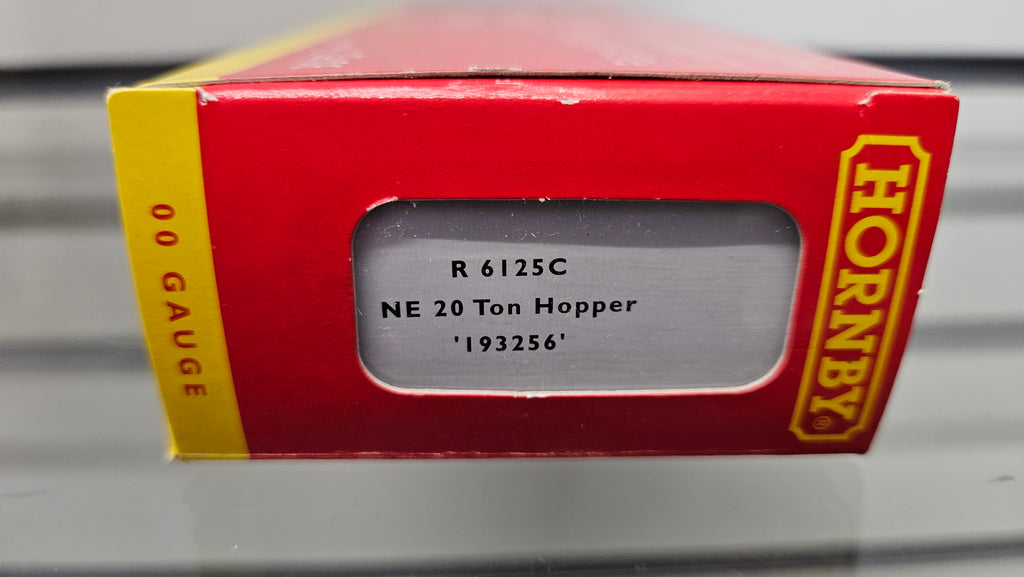 00 GAUGE
R 6125C
NE 20 Ton Hopper
'193256'
HORNBY®